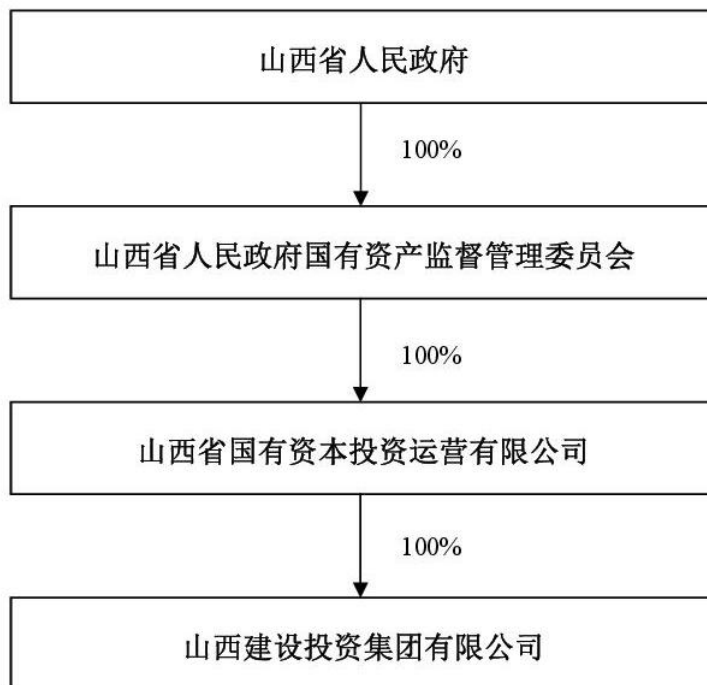 山西省人民政府
100%
山西省人民政府国有资产监督管理委员会
100%
山西省国有资本投资运营有限公司
100%
山西建设投资集团有限公司